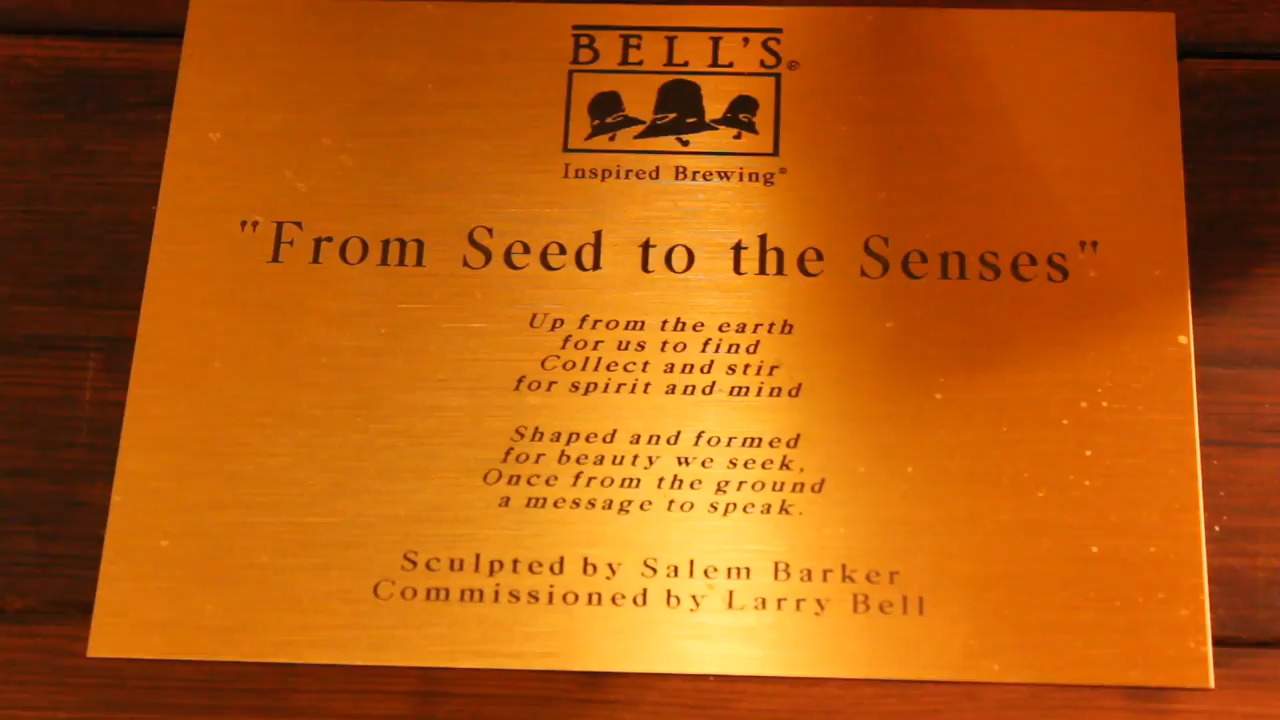 BELL'S®
Inspired Brewing®
"From Seed to the Senses"
Up from the earth
for us to find
Collect and stir
for spirit and mind
Shaped and formed
for beauty we seek,
Once from the ground
a message to speak.
Sculpted by Salem Barker
Commissioned by Larry Bell